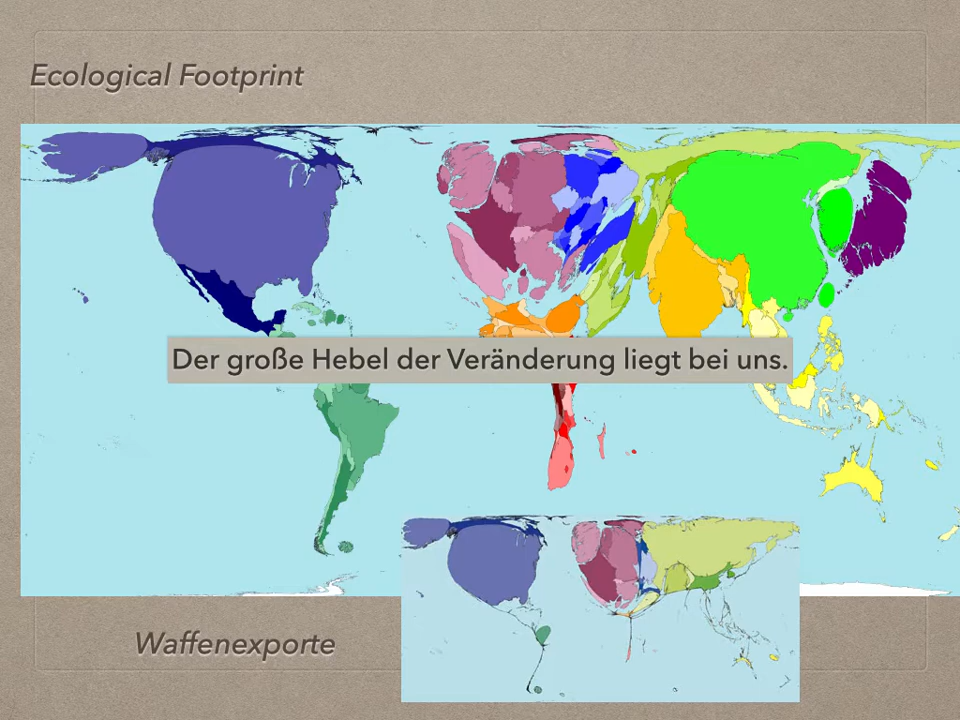 Ecological Footprint
Der große Hebel der Veränderung liegt bei uns.
Waffenexporte